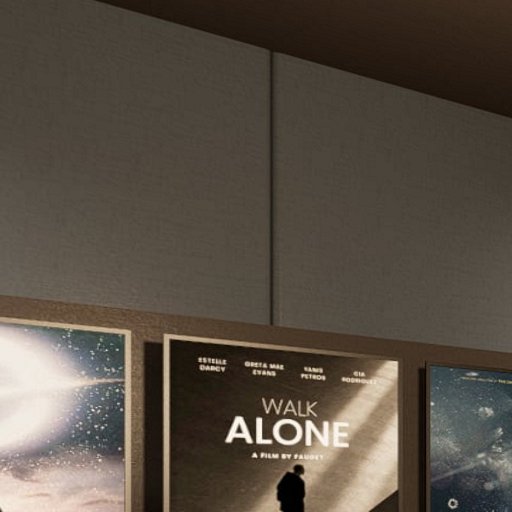 ESTELLE DARCY
GRETA MAE EVANS
YANIS PETROS
GIA RODRIGUEZ
WALK
ALONE
A FILM BY FAUGET